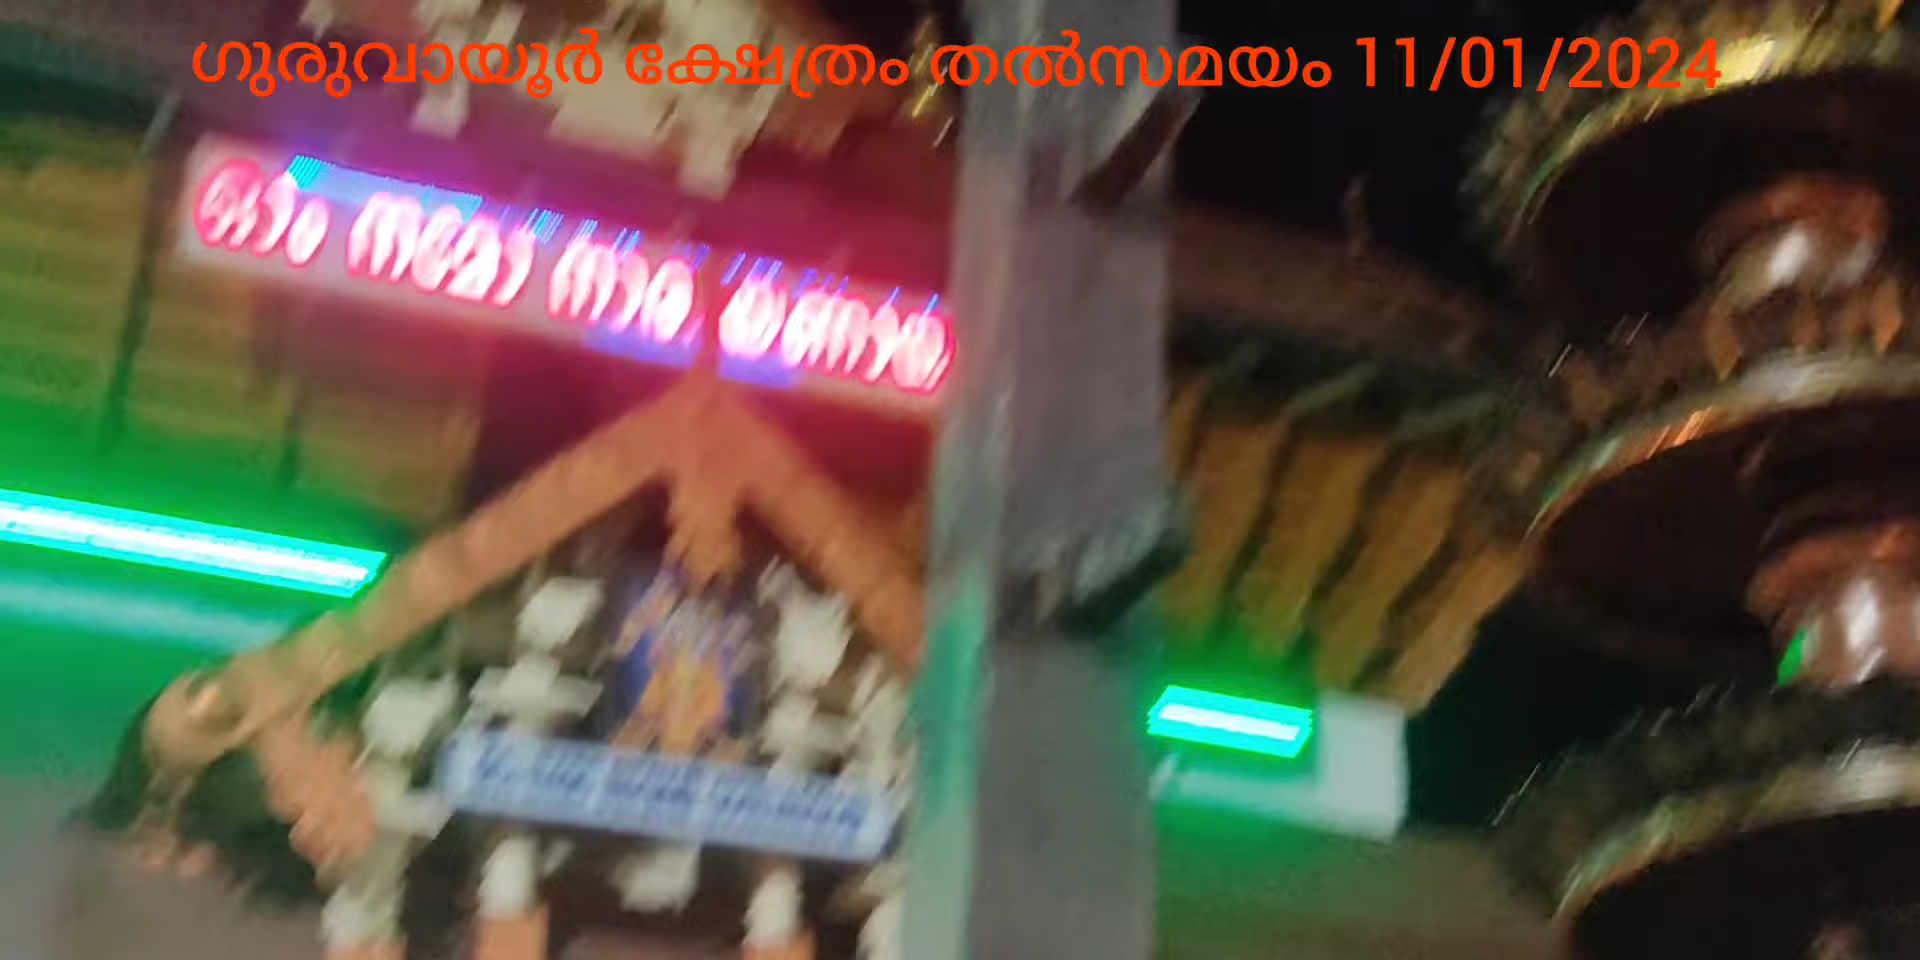 ഗുരുവായൂർ ക്ഷേത്രം തൽസമയം 11/01/2024
ഓം നമോ നാരായണായ